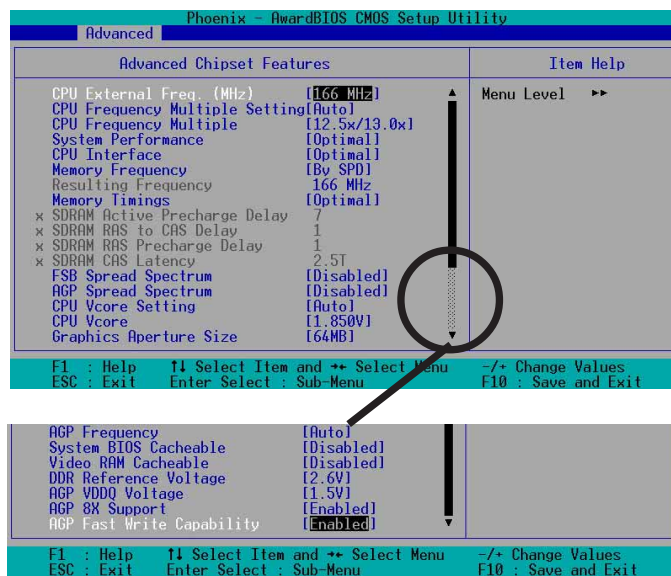 Phoenix - AwardBIOS CMOS Setup Utility
Advanced
Advanced Chipset Features
Item Help
CPU External Freq. (MHz) [166 MHz]
Menu Level ▸▸
CPU Frequency Multiple Setting[Auto]
CPU Frequency Multiple [12.5x/13.0x]
System Performance [Optimal]
CPU Interface [Optimal]
Memory Frequency [By SPD]
Resulting Frequency 166 MHz
Memory Timings [Optimal]
x SDRAM Active Precharge Delay 7
x SDRAM RAS to CAS Delay 1
x SDRAM RAS Precharge Delay 1
x SDRAM CAS Latency 2.5T
FSB Spread Spectrum [Disabled]
AGP Spread Spectrum [Disabled]
CPU Vcore Setting [Auto]
CPU Vcore [1.850V]
Graphics Aperture Size [64MB]
F1 : Help ↑↓ Select Item and →← Select Menu -/+ Change Values
ESC : Exit Enter Select : Sub-Menu F10 : Save and Exit
AGP Frequency [Auto]
System BIOS Cacheable [Disabled]
Video RAM Cacheable [Disabled]
DDR Reference Voltage [2.6V]
AGP VDDQ Voltage [1.5V]
AGP 8X Support [Enabled]
AGP Fast Write Capability [Enabled]
F1 : Help ↑↓ Select Item and →← Select Menu -/+ Change Values
ESC : Exit Enter Select : Sub-Menu F10 : Save and Exit